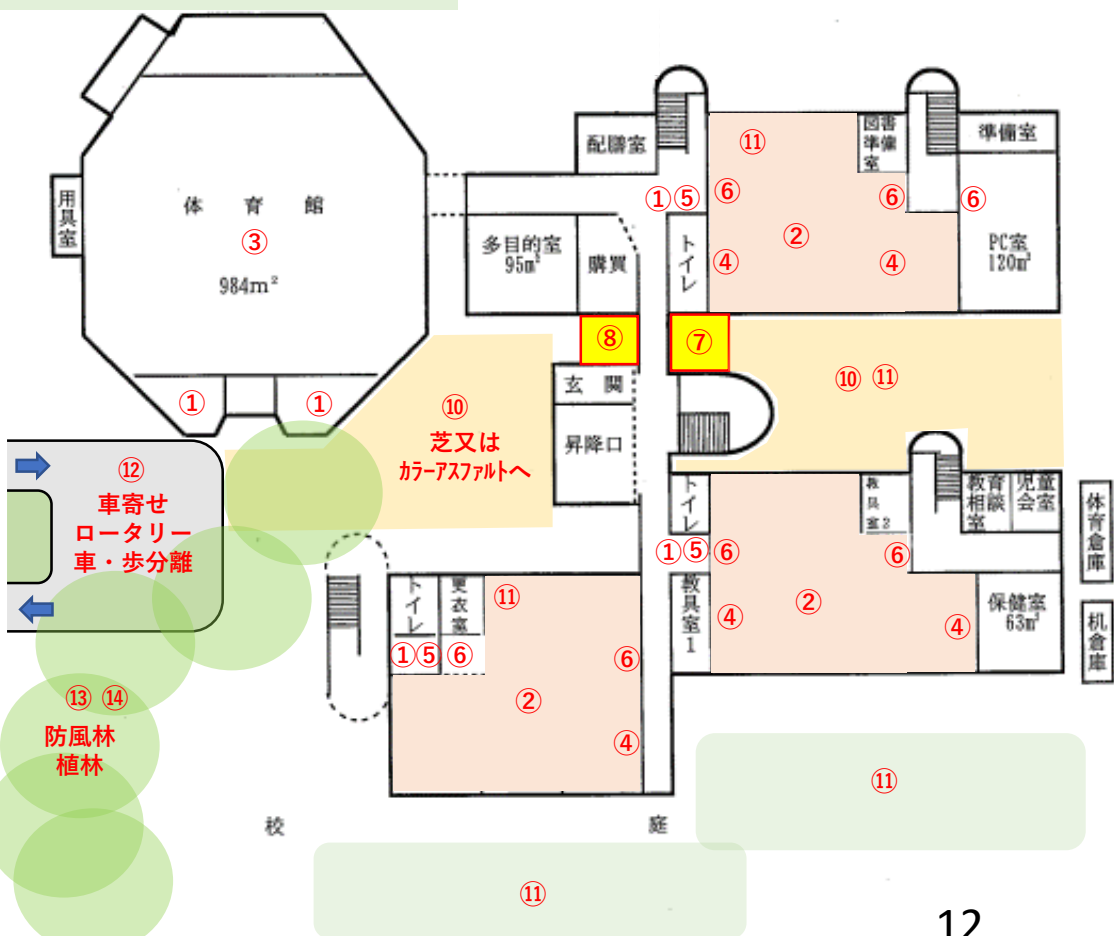 配膳室
図書
準備
室
準備室
用具室
体育館
③
984m²
①⑤
⑪
⑥
⑥
⑥
②
④
④
多目的室
95m²
購買
トイレ
PC室
120m²
⑧
⑦
①
①
玄関
昇降口
⑩
芝又は
カラーアスファルトへ
⑩ ⑪
⑫
車寄せ
ロータリー
車・歩分離
トイレ
教具室2
教育相談室
児童会室
体育倉庫
①⑤
⑥
⑥
②
④
④
教具室1
保健室
63m²
机倉庫
トイレ
更衣室
⑪
①⑤
⑥
⑥
②
④
⑬ ⑭
防風林
植林
校庭
⑪
⑪
12